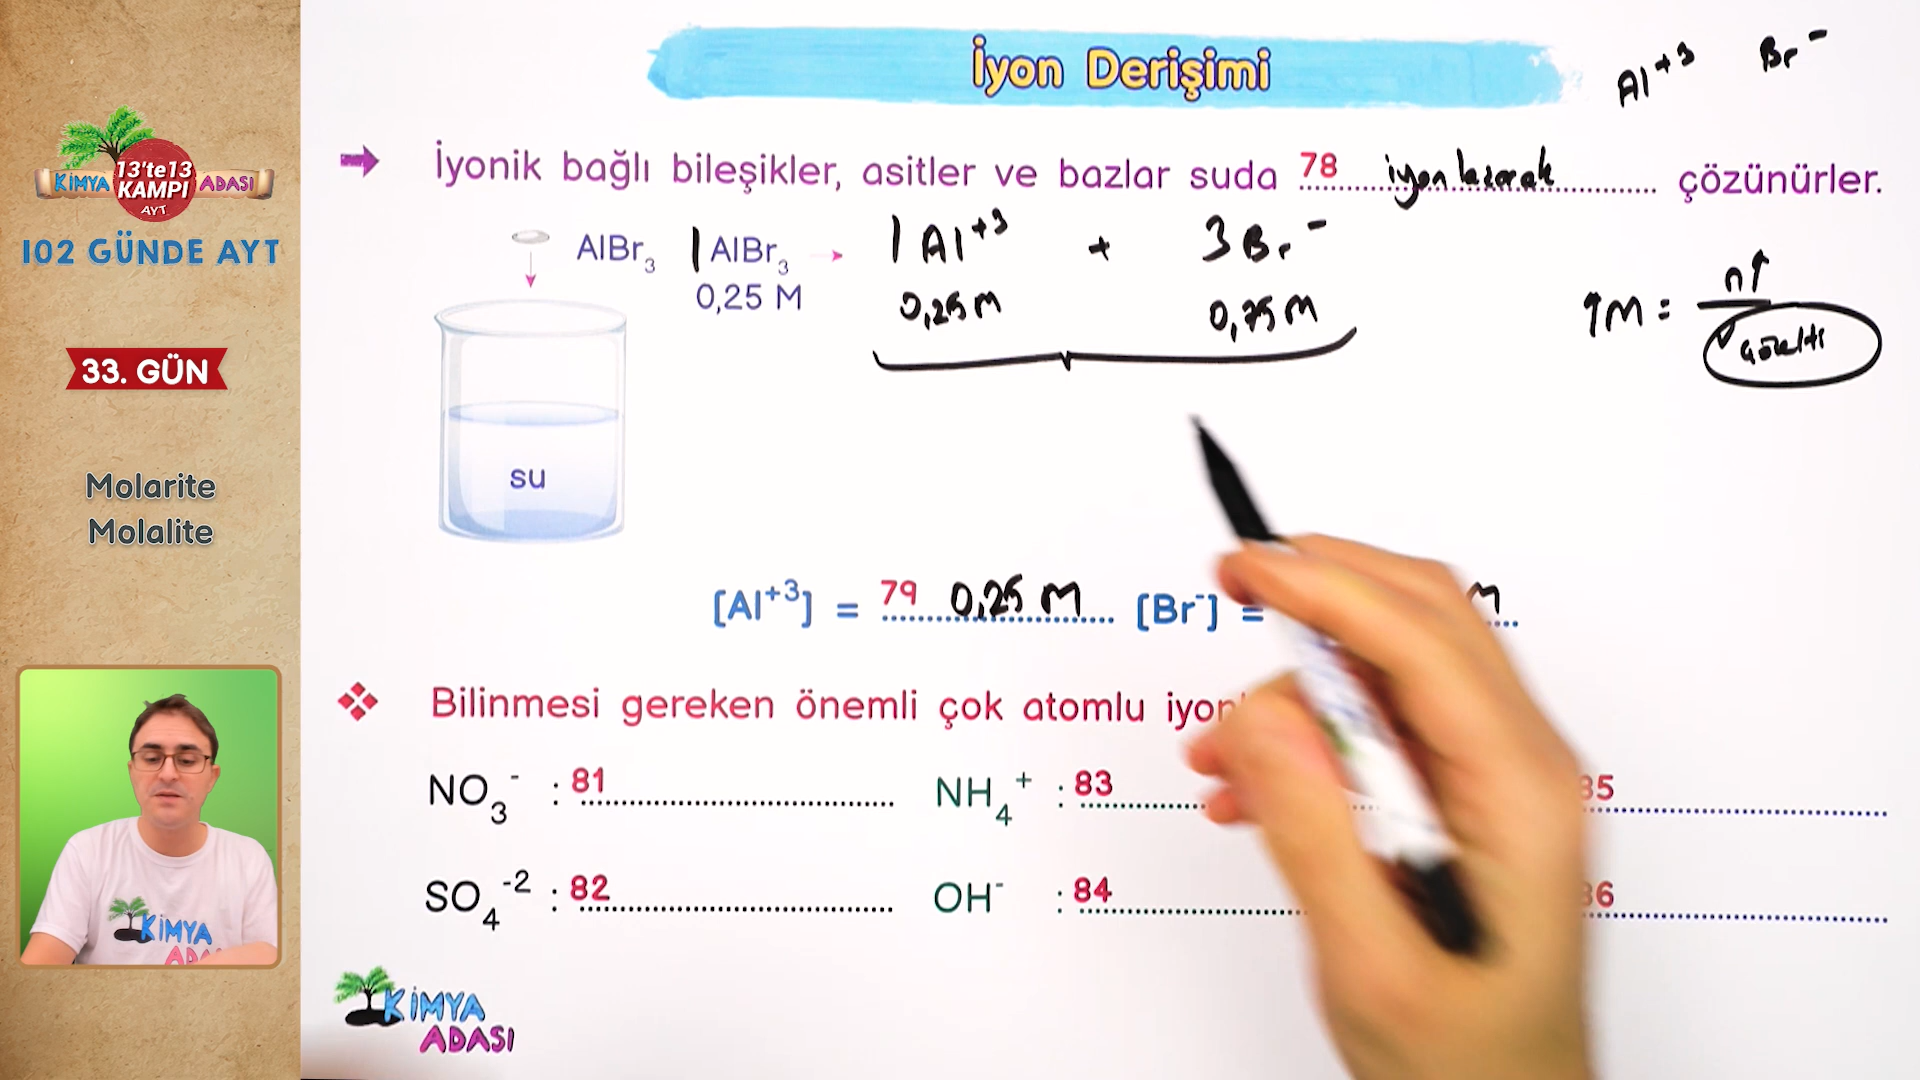 13'te13
KİMYA KAMPI ADASI
AYT
102 GÜNDE AYT
33. GÜN
Molarite
Molalite
İyon Derişimi
Al+3 Br-
İyonik bağlı bileşikler, asitler ve bazlar suda 78 iyonlaşarak çözünürler.
AlBr3 1 AlBr3 1 Al+3 + 3 Br-
0,25 M 0,25 M 0,75 M
M = n
V çözelti
su
[Al+3] = 79 0,25 M [Br-] = M
Bilinmesi gereken önemli çok atomlu
NO3- : 81 NH4+ : 83
SO4-2 : 82 OH- : 84
KİMYA
ADASI
KİMYA